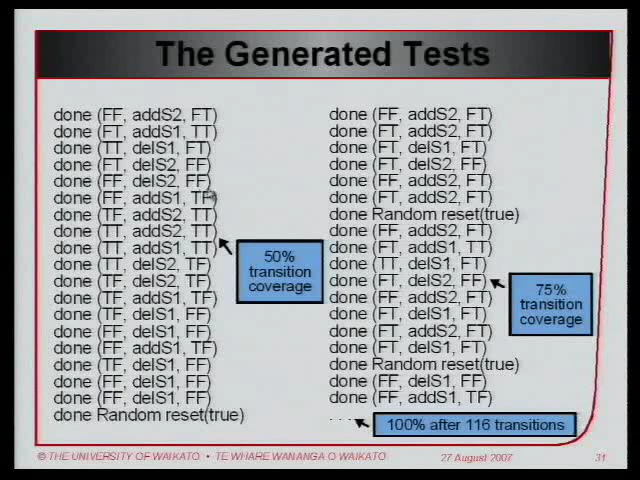 The Generated Tests
done (FF, addS2, FT)
done (FT, addS1, TT)
done (TT, delS1, FT)
done (FT, delS2, FF)
done (FF, delS2, FF)
done (FF, addS1, TF)
done (TF, addS2, TT)
done (TT, addS2, TT)
done (TT, addS1, TT)
done (TT, delS2, TF)
done (TF, delS2, TF)
done (TF, addS1, TF)
done (TF, delS1, FF)
done (FF, delS1, FF)
done (FF, addS1, TF)
done (TF, delS1, FF)
done (FF, delS1, FF)
done (FF, delS1, FF)
done Random reset(true)
50%
transition
coverage
done (FF, addS2, FT)
done (FT, addS2, FT)
done (FT, delS1, FT)
done (FT, delS2, FF)
done (FF, addS2, FT)
done (FT, addS2, FT)
done Random reset(true)
done (FF, addS2, FT)
done (FT, addS1, TT)
done (TT, delS1, FT)
done (FT, delS2, FF)
done (FF, addS2, FT)
done (FT, delS1, FT)
done (FT, addS2, FT)
done (FT, delS1, FT)
done Random reset(true)
done (FF, delS1, FF)
done (FF, addS1, TF)
. . .
75%
transition
coverage
100% after 116 transitions
© THE UNIVERSITY OF WAIKATO • TE WHARE WANANGA O WAIKATO
27 August 2007
31